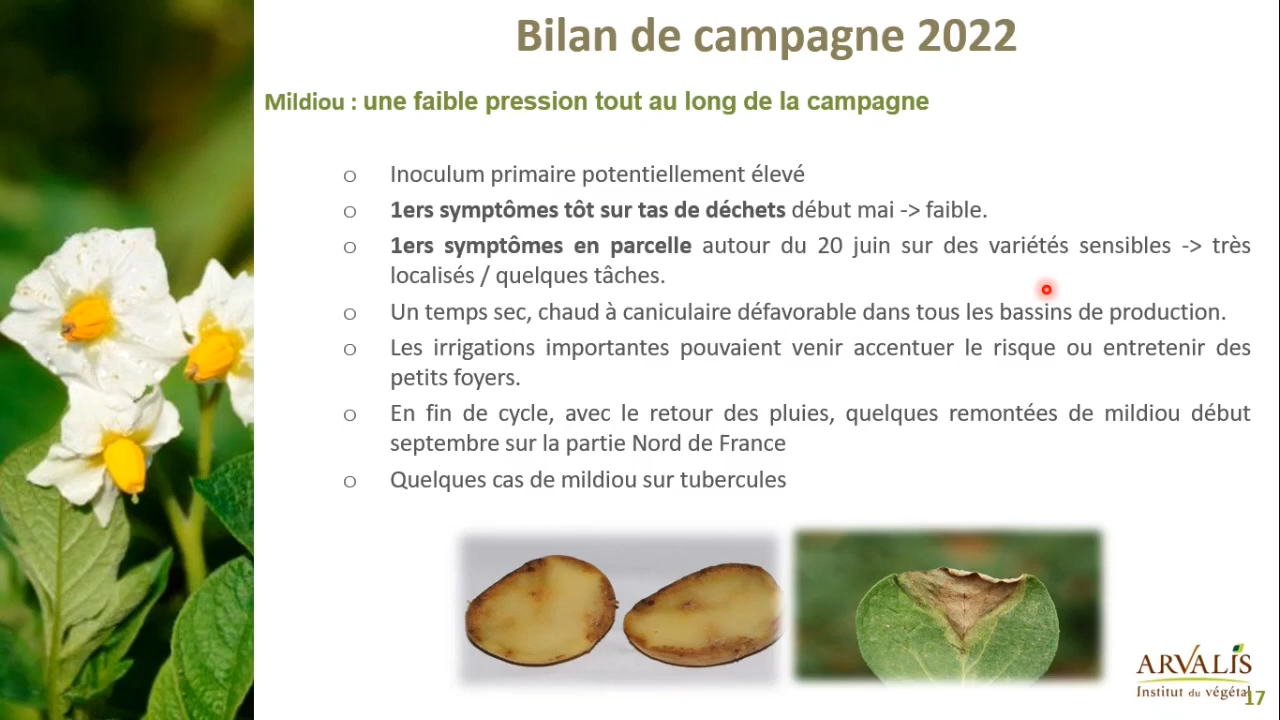 Bilan de campagne 2022
Mildiou : une faible pression tout au long de la campagne
o Inoculum primaire potentiellement élevé
o 1ers symptômes tôt sur tas de déchets début mai -> faible.
o 1ers symptômes en parcelle autour du 20 juin sur des variétés sensibles -> très
localisés / quelques tâches.
o Un temps sec, chaud à caniculaire défavorable dans tous les bassins de production.
o Les irrigations importantes pouvaient venir accentuer le risque ou entretenir des
petits foyers.
o En fin de cycle, avec le retour des pluies, quelques remontées de mildiou début
septembre sur la partie Nord de France
o Quelques cas de mildiou sur tubercules
ARVALIS
Institut du végétal
17